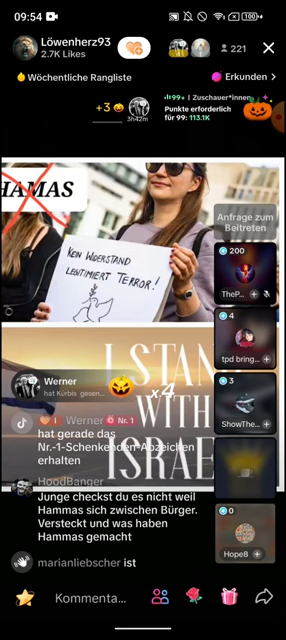 09:54
100
Löwenherz93
2.7K Likes
221
Wöchentliche Rangliste
Erkunden >
+3
3h42m
99+ | Zuschauer*innen
Punkte erforderlich
für 99: 113.1K
HAMAS
KEIN WIDERSTAND
LEGITIMIERT TERROR!
Anfrage zum
Beitreten
200
TheP...
4
tpd bring...
3
ShowThe...
0
Hope8
I STAND
WITH
ISRAEL
Werner
hat Kürbis gesen...
x4
Werner Nr. 1
hat gerade das
Nr.-1-Schenkenden-Abzeichen
erhalten
HoodBanger
Junge checkst du es nicht weil
Hammas sich zwischen Bürger.
Versteckt und was haben
Hammas gemacht
marianliebscher ist
Kommenta...